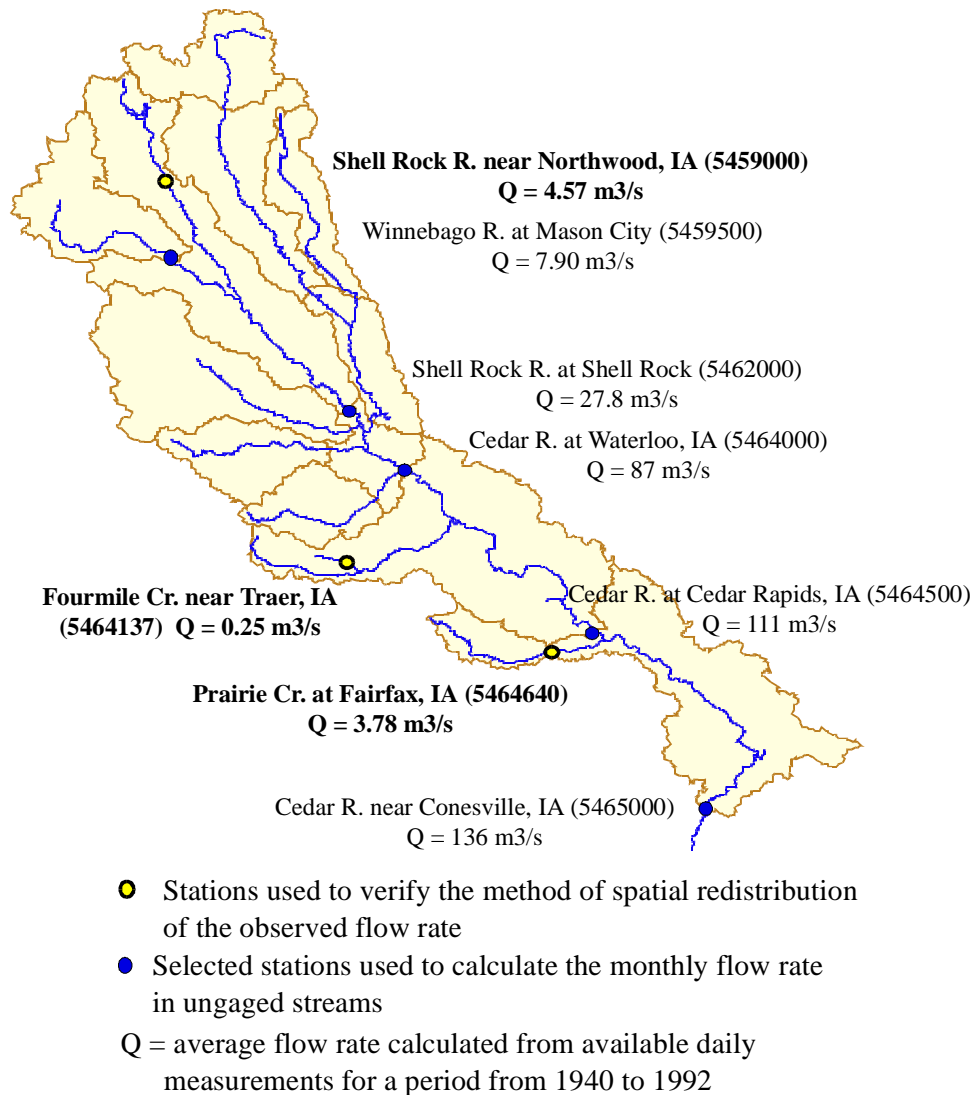 Shell Rock R. near Northwood, IA (5459000)
Q = 4.57 m3/s
Winnebago R. at Mason City (5459500)
Q = 7.90 m3/s
Shell Rock R. at Shell Rock (5462000)
Q = 27.8 m3/s
Cedar R. at Waterloo, IA (5464000)
Q = 87 m3/s
Fourmile Cr. near Traer, IA
(5464137) Q = 0.25 m3/s
Cedar R. at Cedar Rapids, IA (5464500)
Q = 111 m3/s
Prairie Cr. at Fairfax, IA (5464640)
Q = 3.78 m3/s
Cedar R. near Conesville, IA (5465000)
Q = 136 m3/s
Stations used to verify the method of spatial redistribution
of the observed flow rate
Selected stations used to calculate the monthly flow rate
in ungaged streams
Q = average flow rate calculated from available daily
measurements for a period from 1940 to 1992